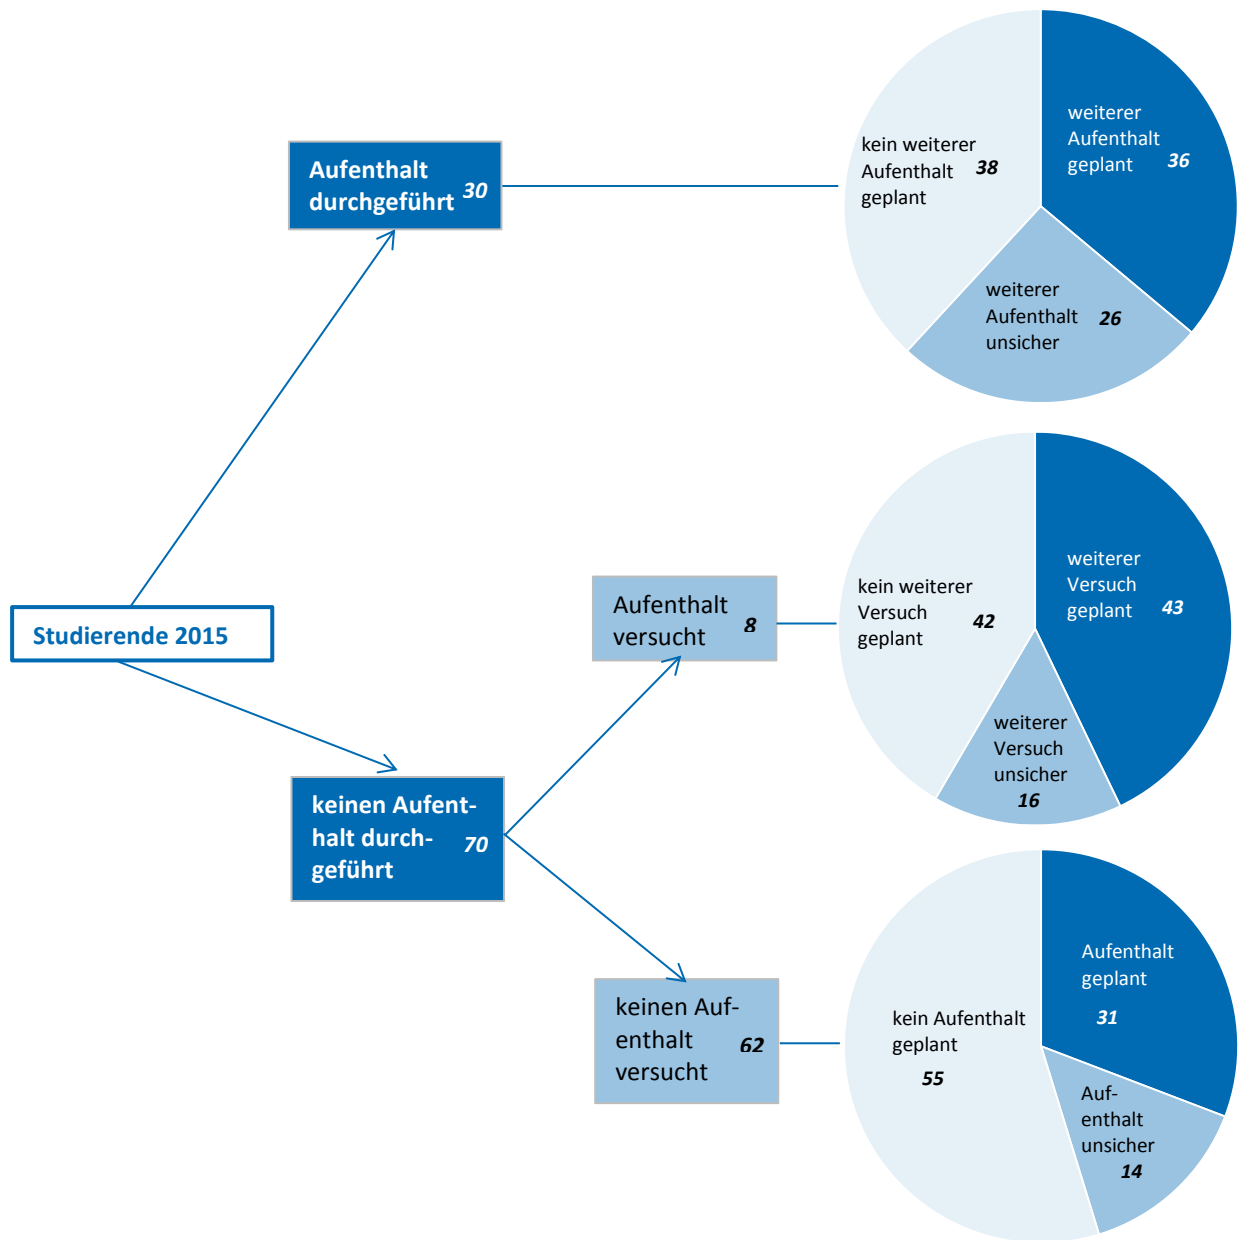 Studierende 2015
Aufenthalt
durchgeführt 30
kein weiterer
Aufenthalt 38
geplant
weiterer
Aufenthalt
geplant 36
weiterer
Aufenthalt 26
unsicher
keinen Aufent-
halt durch- 70
geführt
Aufenthalt
versucht 8
kein weiterer
Versuch 42
geplant
weiterer
Versuch
geplant 43
weiterer
Versuch
unsicher
16
keinen Auf-
enthalt 62
versucht
kein Aufenthalt
geplant
55
Aufenthalt
geplant
31
Auf-
enthalt
unsicher
14